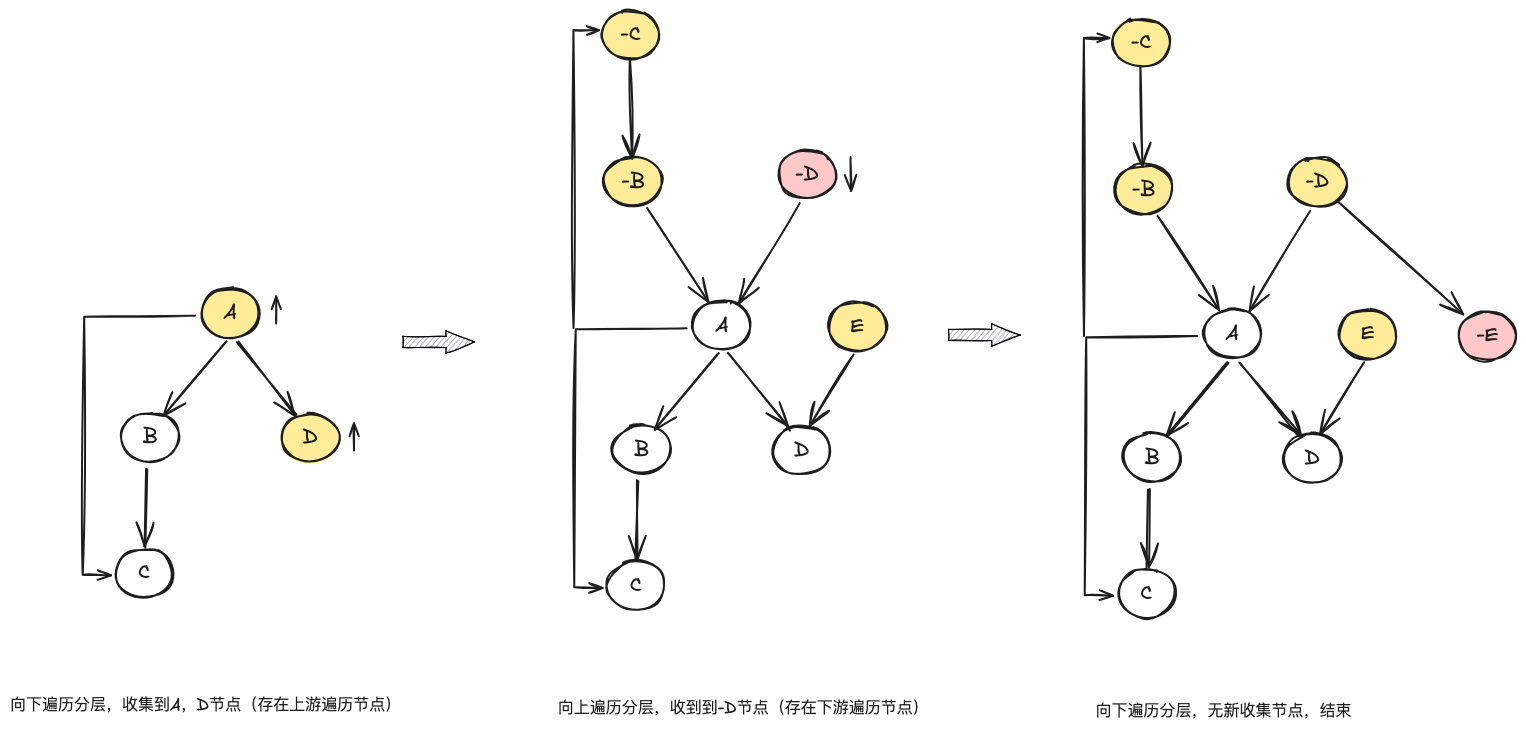 A
B
D
C
向下遍历分层，收集到A，D节点（存在上游遍历节点）
-C
-B
-D
A
E
B
D
C
向上遍历分层，收到到-D节点（存在下游遍历节点）
-C
-B
-D
A
E
-E
B
D
C
向下遍历分层，无新收集节点，结束